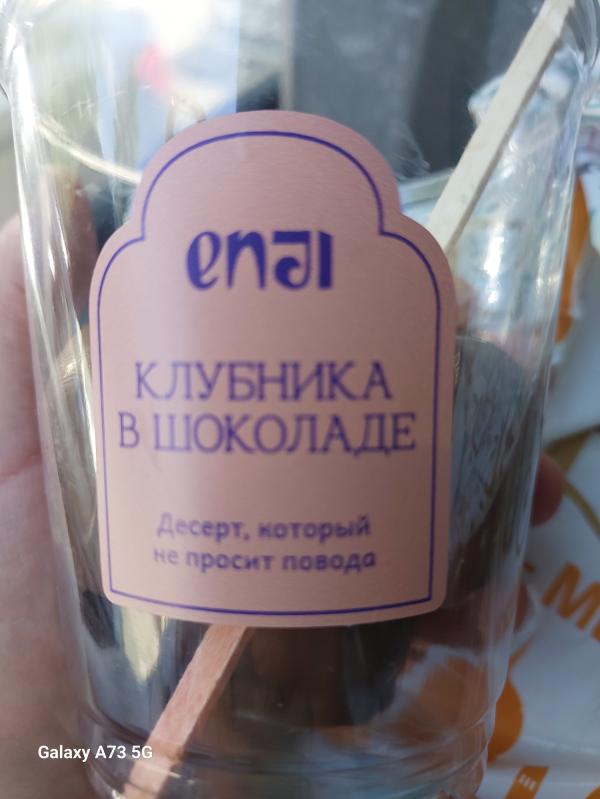 enji
КЛУБНИКА
В ШОКОЛАДЕ
Десерт, который
не просит повода
Galaxy A73 5G